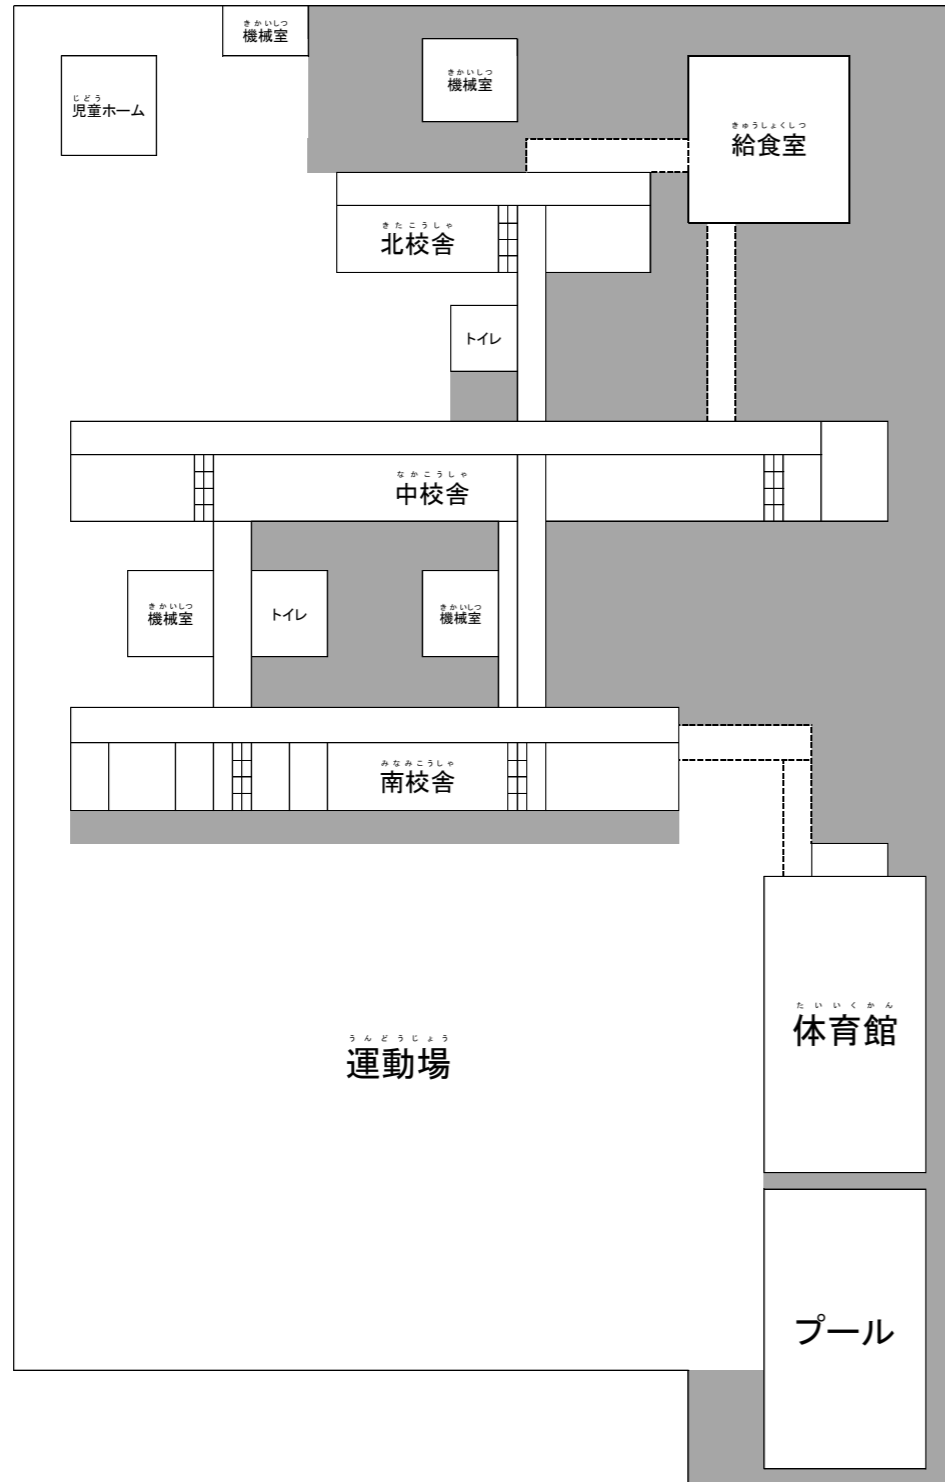 きかいしつ
機械室
じどう
児童ホーム
きかいしつ
機械室
きゅうしょくしつ
給食室
きたこうしゃ
北校舎
トイレ
なかこうしゃ
中校舎
きかいしつ
機械室
トイレ
きかいしつ
機械室
みなみこうしゃ
南校舎
たいいくかん
体育館
うんどうじょう
運動場
プール